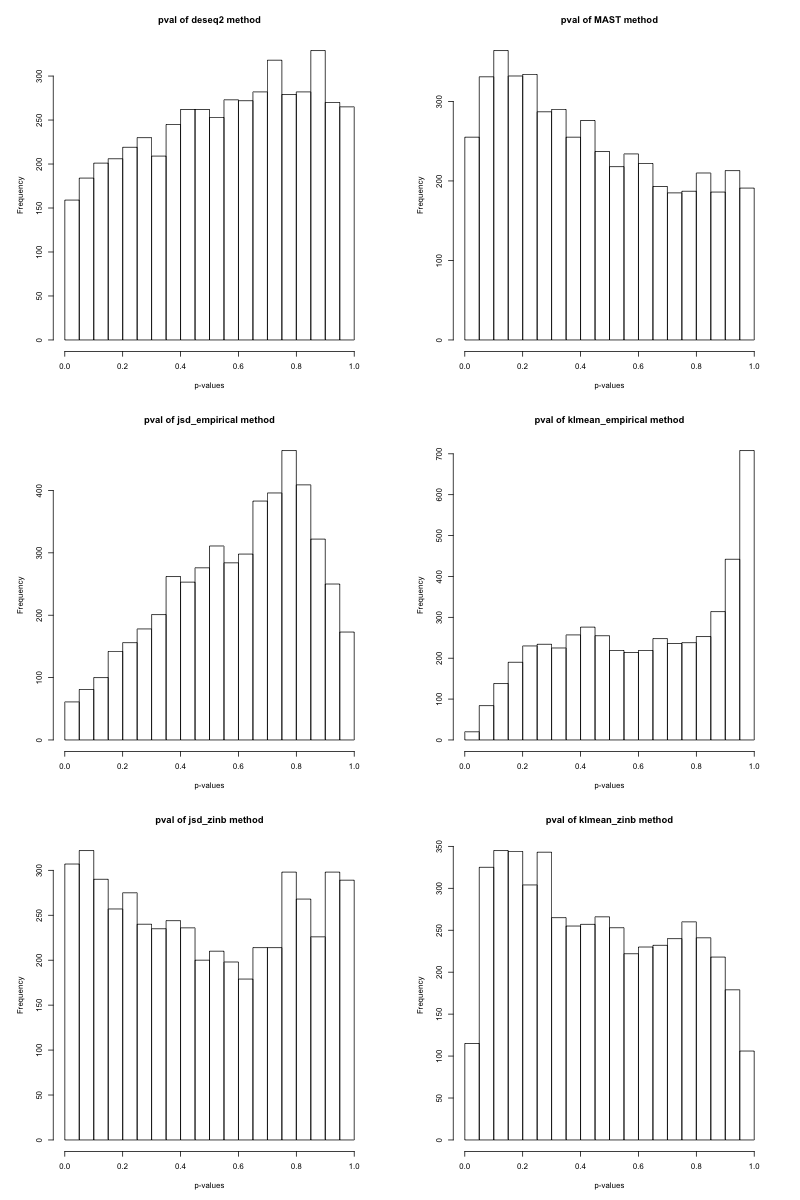 pval of deseq2 method
Frequency
0 50 100 150 200 250 300
0.0 0.2 0.4 0.6 0.8 1.0
p-values
pval of MAST method
Frequency
0 100 200 300
0.0 0.2 0.4 0.6 0.8 1.0
p-values
pval of jsd_empirical method
Frequency
0 100 200 300 400
0.0 0.2 0.4 0.6 0.8 1.0
p-values
pval of klmean_empirical method
Frequency
0 100 200 300 400 500 600 700
0.0 0.2 0.4 0.6 0.8 1.0
p-values
pval of jsd_zinb method
Frequency
0 50 100 150 200 250 300
0.0 0.2 0.4 0.6 0.8 1.0
p-values
pval of klmean_zinb method
Frequency
0 50 100 150 200 250 300 350
0.0 0.2 0.4 0.6 0.8 1.0
p-values